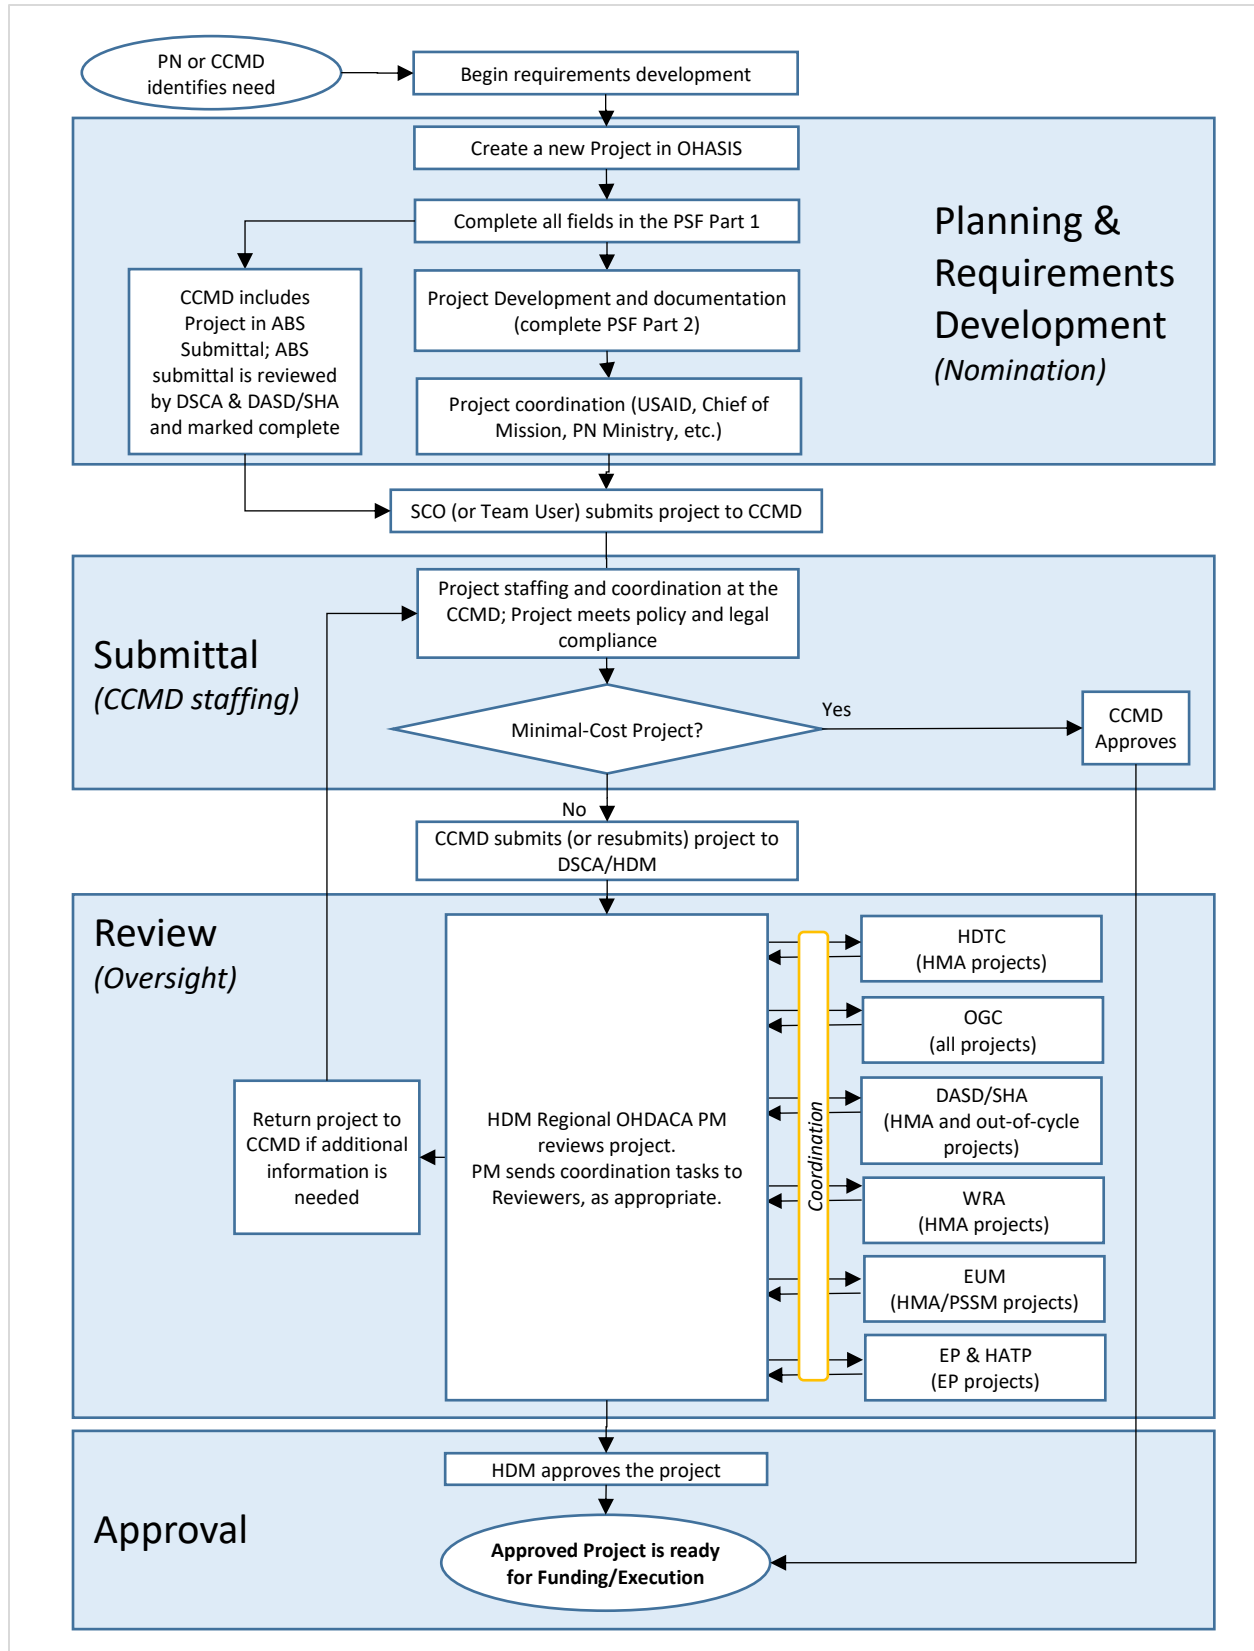 PN or CCMD
identifies need
Begin requirements development
Create a new Project in OHASIS
Complete all fields in the PSF Part 1
Planning &
Requirements
Development
(Nomination)
CCMD includes
Project in ABS
Submittal; ABS
submittal is reviewed
by DSCA & DASD/SHA
and marked complete
Project Development and documentation
(complete PSF Part 2)
Project coordination (USAID, Chief of
Mission, PN Ministry, etc.)
SCO (or Team User) submits project to CCMD
Submittal
(CCMD staffing)
Project staffing and coordination at the
CCMD; Project meets policy and legal
compliance
Minimal-Cost Project?
Yes
CCMD
Approves
No
CCMD submits (or resubmits) project to
DSCA/HDM
Review
(Oversight)
Return project to
CCMD if additional
information is
needed
HDM Regional OHDACA PM
reviews project.
PM sends coordination tasks to
Reviewers, as appropriate.
Coordination
HDTC
(HMA projects)
OGC
(all projects)
DASD/SHA
(HMA and out-of-cycle
projects)
WRA
(HMA projects)
EUM
(HMA/PSSM projects)
EP & HATP
(EP projects)
Approval
HDM approves the project
Approved Project is ready
for Funding/Execution